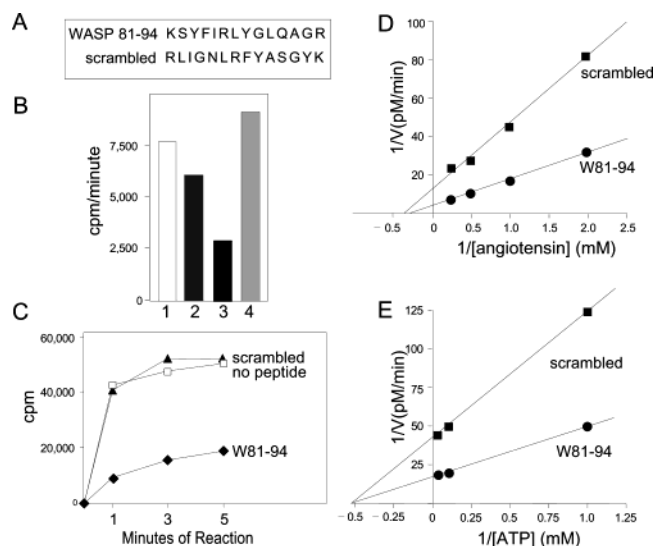 A
WASP 81-94 KSYFIRLYGLQAGR
scrambled RLIGNLRFYASGYK
B
cpm/minute
7,500
5,000
2,500
0
1 2 3 4
C
cpm
60,000
40,000
20,000
0
scrambled
no peptide
W81-94
1 3 5
Minutes of Reaction
D
1/V(pM/min)
100
80
60
40
20
scrambled
W81-94
−0.5 0.0 0.5 1.0 1.5 2.0 2.5
1/[angiotensin] (mM)
E
1/V(pM/min)
125
100
75
50
25
scrambled
W81-94
−0.5 -0.25 0 0.25 0.5 0.75 1.0 1.25
1/[ATP] (mM)